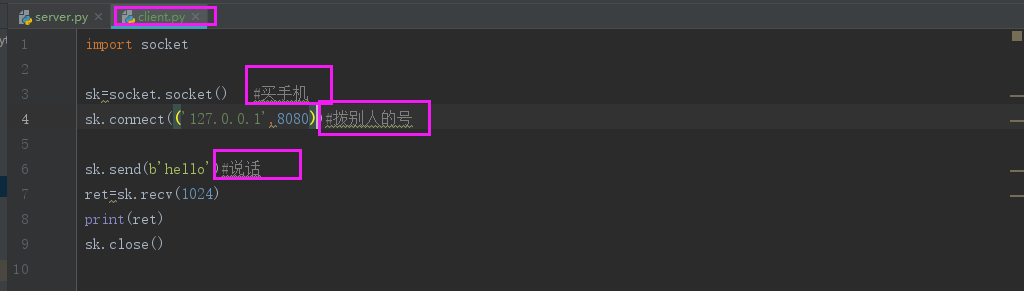 server.py client.py
yt
1 import socket
2
3 sk=socket.socket() #买手机
4 sk.connect(('127.0.0.1',8080))#拨别人的号
5
6 sk.send(b'hello')#说话
7 ret=sk.recv(1024)
8 print(ret)
9 sk.close()
10